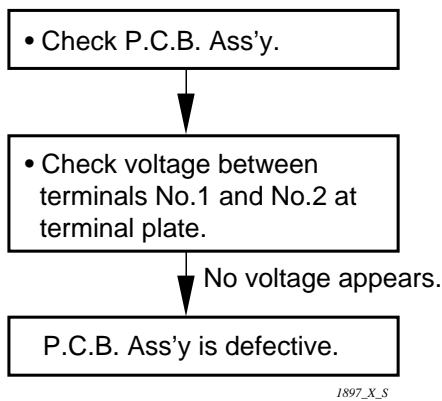 • Check P.C.B. Ass'y.
• Check voltage between
terminals No.1 and No.2 at
terminal plate.
No voltage appears.
P.C.B. Ass'y is defective.
1897_X_S